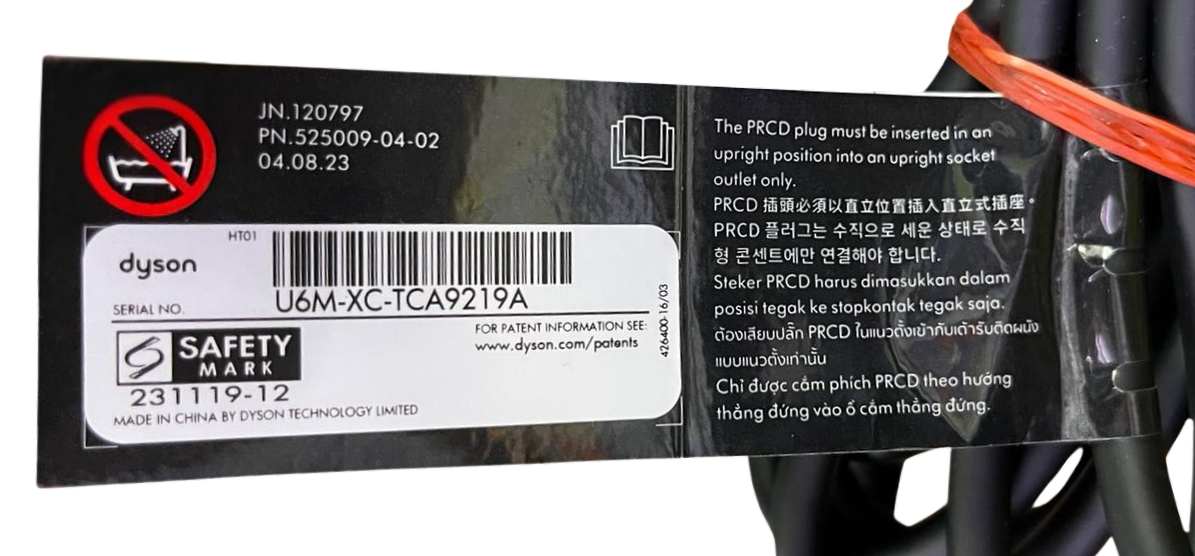 JN.120797
PN.525009-04-02
04.08.23
HT01
dyson
SERIAL NO.
U6M-XC-TCA9219A
SAFETY
MARK
231119-12
FOR PATENT INFORMATION SEE:
www.dyson.com/patents
426400-16/03
MADE IN CHINA BY DYSON TECHNOLOGY LIMITED
The PRCD plug must be inserted in an
upright position into an upright socket
outlet only.
PRCD 插頭必須以直立位置插入直立式插座。
PRCD 플러그는 수직으로 세운 상태로 수직
형 콘센트에만 연결해야 합니다.
Steker PRCD harus dimasukkan dalam
posisi tegak ke stopkontak tegak saja.
ต้องเสียบปลั๊ก PRCD ในแนวตั้งเข้ากับเต้ารับติดผนัง
แบบแนวตั้งเท่านั้น
Chỉ được cắm phích PRCD theo hướng
thẳng đứng vào ổ cắm thẳng đứng.